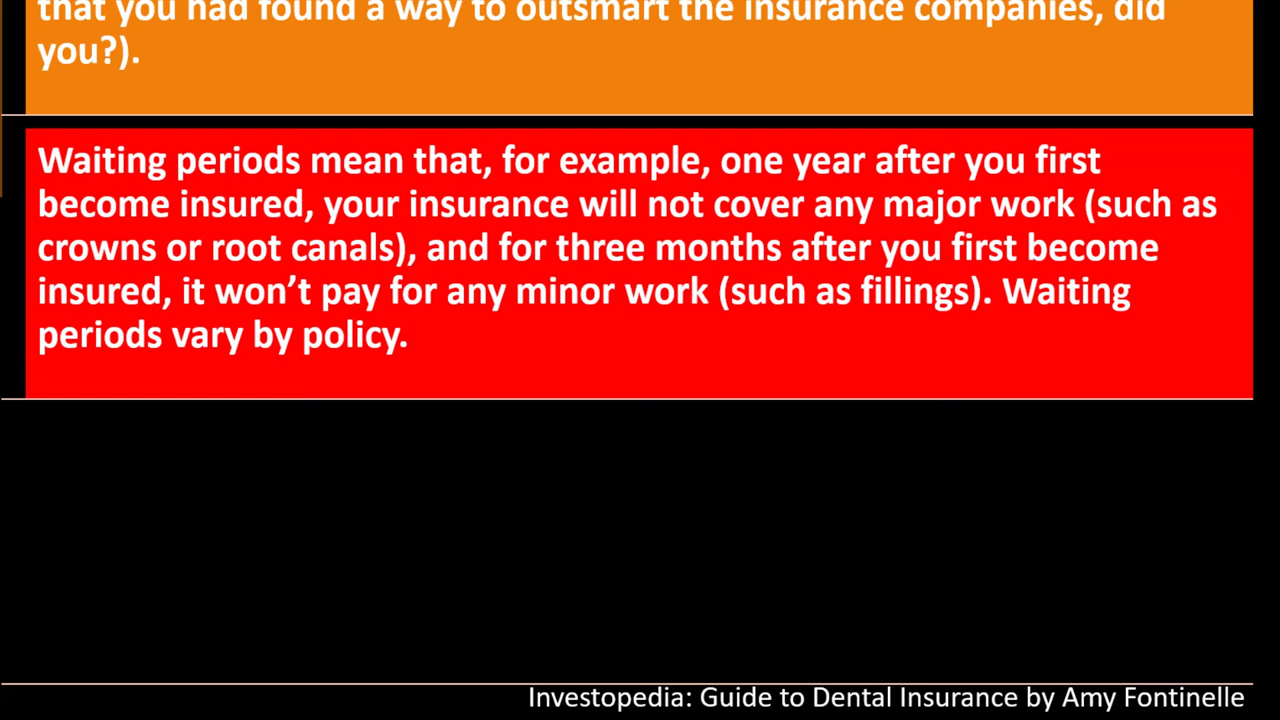 that you had found a way to outsmart the insurance companies, did
you?).
Waiting periods mean that, for example, one year after you first
become insured, your insurance will not cover any major work (such as
crowns or root canals), and for three months after you first become
insured, it won’t pay for any minor work (such as fillings). Waiting
periods vary by policy.
Investopedia: Guide to Dental Insurance by Amy Fontinelle